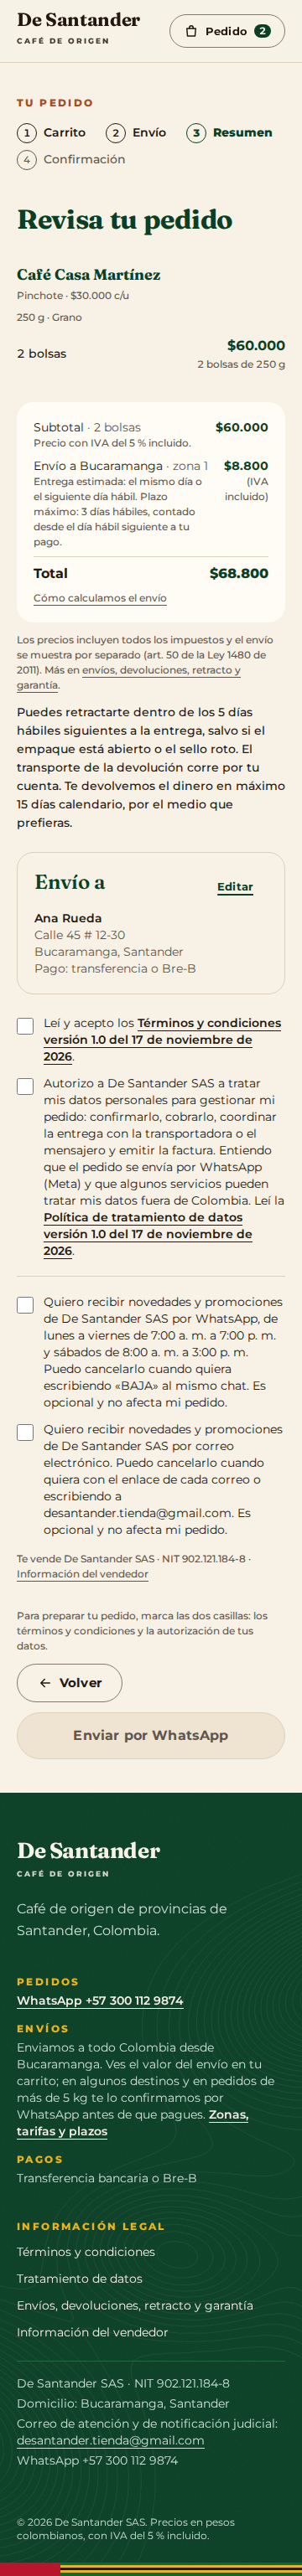 De Santander
CAFÉ DE ORIGEN
Pedido 2
TU PEDIDO
1 Carrito 2 Envío 3 Resumen
4 Confirmación
Revisa tu pedido
Café Casa Martínez
Pinchote · $30.000 c/u
250 g · Grano
2 bolsas $60.000
2 bolsas de 250 g
Subtotal · 2 bolsas $60.000
Precio con IVA del 5 % incluido.
Envío a Bucaramanga · zona 1 $8.800
Entrega estimada: el mismo día o (IVA
el siguiente día hábil. Plazo incluido)
máximo: 3 días hábiles, contado
desde el día hábil siguiente a tu
pago.
Total $68.800
Cómo calculamos el envío
Los precios incluyen todos los impuestos y el envío
se muestra por separado (art. 50 de la Ley 1480 de
2011). Más en envíos, devoluciones, retracto y
garantía.
Puedes retractarte dentro de los 5 días
hábiles siguientes a la entrega, salvo si el
empaque está abierto o el sello roto. El
transporte de la devolución corre por tu
cuenta. Te devolvemos el dinero en máximo
15 días calendario, por el medio que
prefieras.
Envío a Editar
Ana Rueda
Calle 45 # 12-30
Bucaramanga, Santander
Pago: transferencia o Bre-B
Leí y acepto los Términos y condiciones
versión 1.0 del 17 de noviembre de
2026.
Autorizo a De Santander SAS a tratar
mis datos personales para gestionar mi
pedido: confirmarlo, cobrarlo, coordinar
la entrega con la transportadora o el
mensajero y emitir la factura. Entiendo
que el pedido se envía por WhatsApp
(Meta) y que algunos servicios pueden
tratar mis datos fuera de Colombia. Leí la
Política de tratamiento de datos
versión 1.0 del 17 de noviembre de
2026.
Quiero recibir novedades y promociones
de De Santander SAS por WhatsApp, de
lunes a viernes de 7:00 a. m. a 7:00 p. m.
y sábados de 8:00 a. m. a 3:00 p. m.
Puedo cancelarlo cuando quiera
escribiendo «BAJA» al mismo chat. Es
opcional y no afecta mi pedido.
Quiero recibir novedades y promociones
de De Santander SAS por correo
electrónico. Puedo cancelarlo cuando
quiera con el enlace de cada correo o
escribiendo a
desantander.tienda@gmail.com. Es
opcional y no afecta mi pedido.
Te vende De Santander SAS · NIT 902.121.184-8 ·
Información del vendedor
Para preparar tu pedido, marca las dos casillas: los
términos y condiciones y la autorización de tus
datos.
← Volver
Enviar por WhatsApp
De Santander
CAFÉ DE ORIGEN
Café de origen de provincias de
Santander, Colombia.
PEDIDOS
WhatsApp +57 300 112 9874
ENVÍOS
Enviamos a todo Colombia desde
Bucaramanga. Ves el valor del envío en tu
carrito; en algunos destinos y en pedidos de
más de 5 kg te lo confirmamos por
WhatsApp antes de que pagues. Zonas,
tarifas y plazos
PAGOS
Transferencia bancaria o Bre-B
INFORMACIÓN LEGAL
Términos y condiciones
Tratamiento de datos
Envíos, devoluciones, retracto y garantía
Información del vendedor
De Santander SAS · NIT 902.121.184-8
Domicilio: Bucaramanga, Santander
Correo de atención y de notificación judicial:
desantander.tienda@gmail.com
WhatsApp +57 300 112 9874
© 2026 De Santander SAS. Precios en pesos
colombianos, con IVA del 5 % incluido.